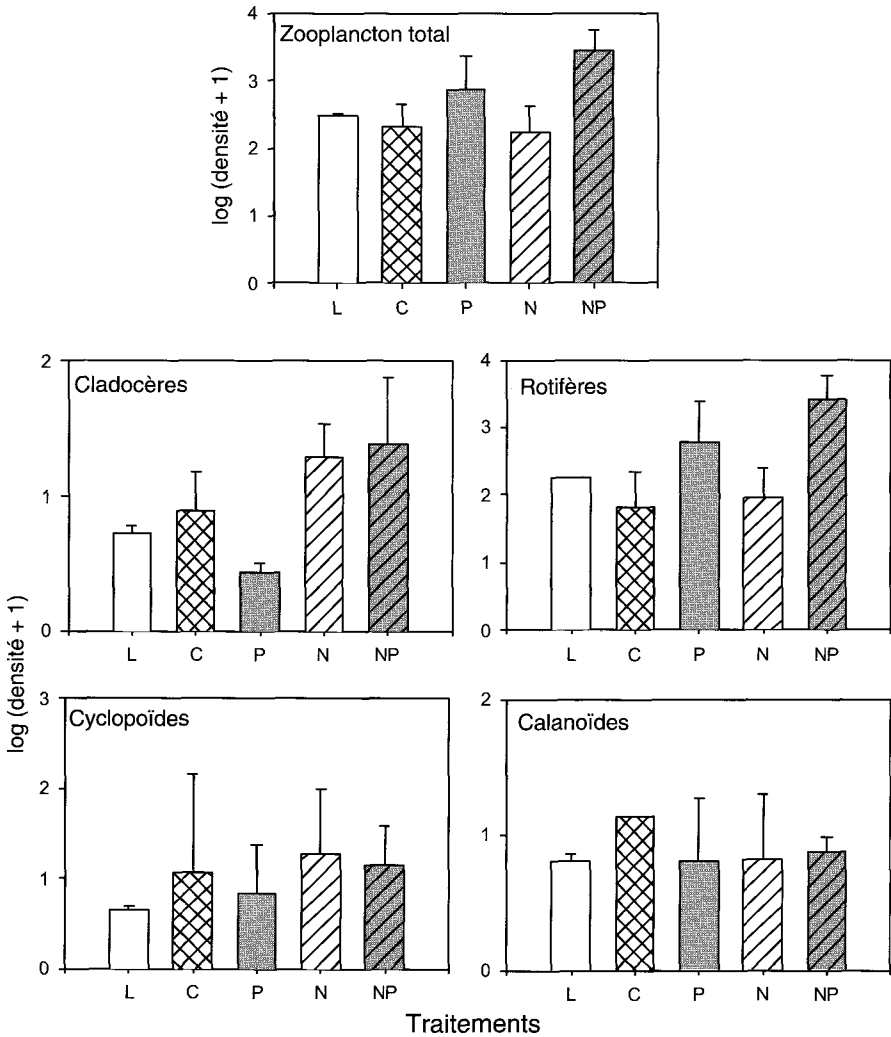 Zooplancton total
log (densité + 1)
4
3
2
1
0
L C P N NP
Cladocères
2
1
0
L C P N NP
Rotifères
4
3
2
1
0
L C P N NP
log (densité + 1)
Cyclopoïdes
3
2
1
0
L C P N NP
Calanoïdes
2
1
0
L C P N NP
Traitements